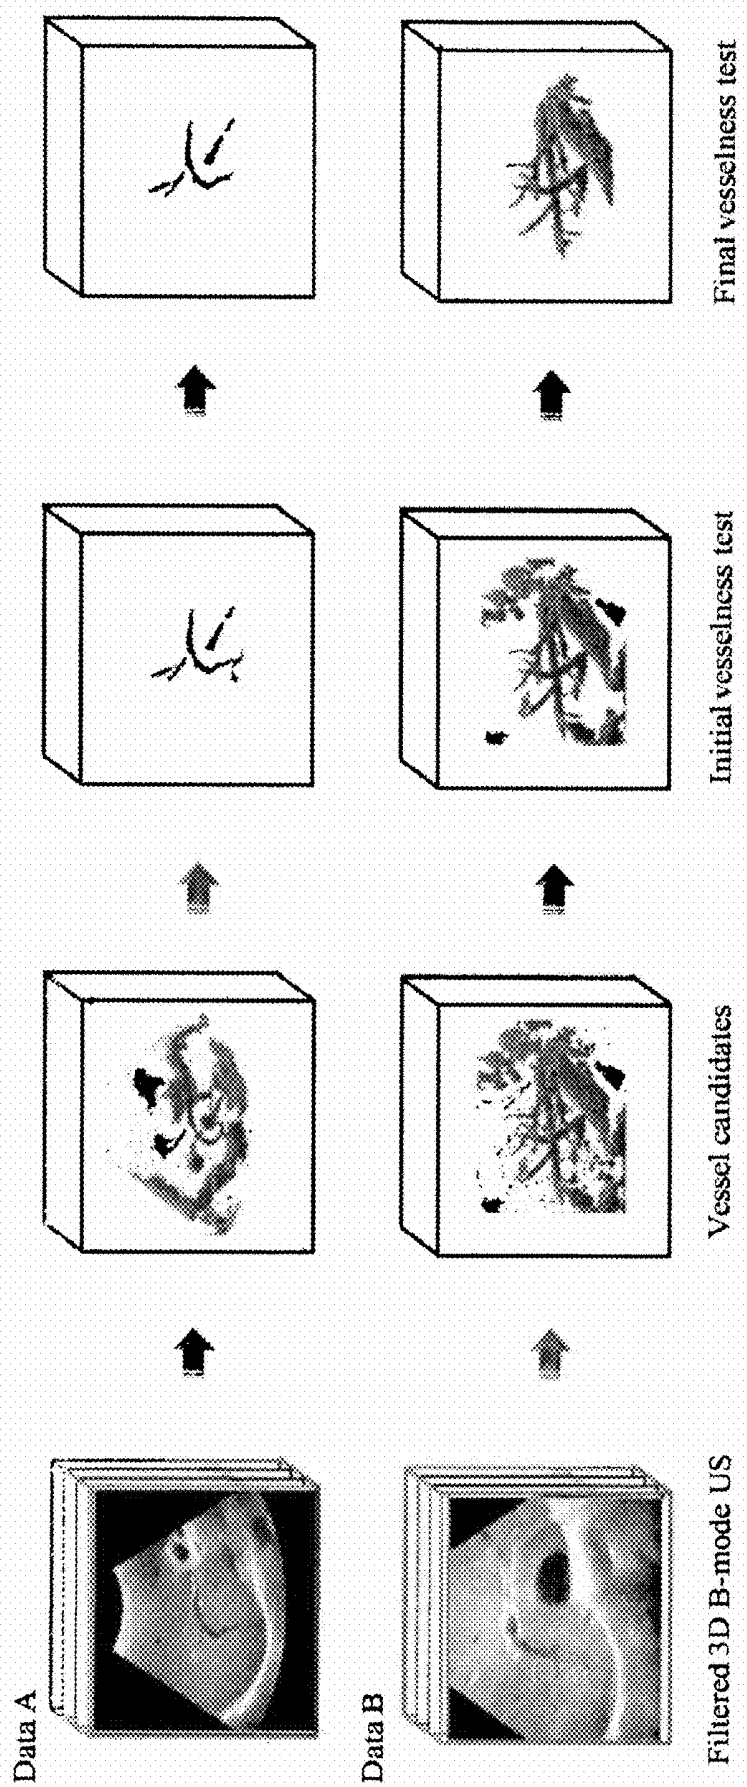 Data A
Data B
Filtered 3D B-mode US
Vessel candidates
Initial vesselness test
Final vesselness test